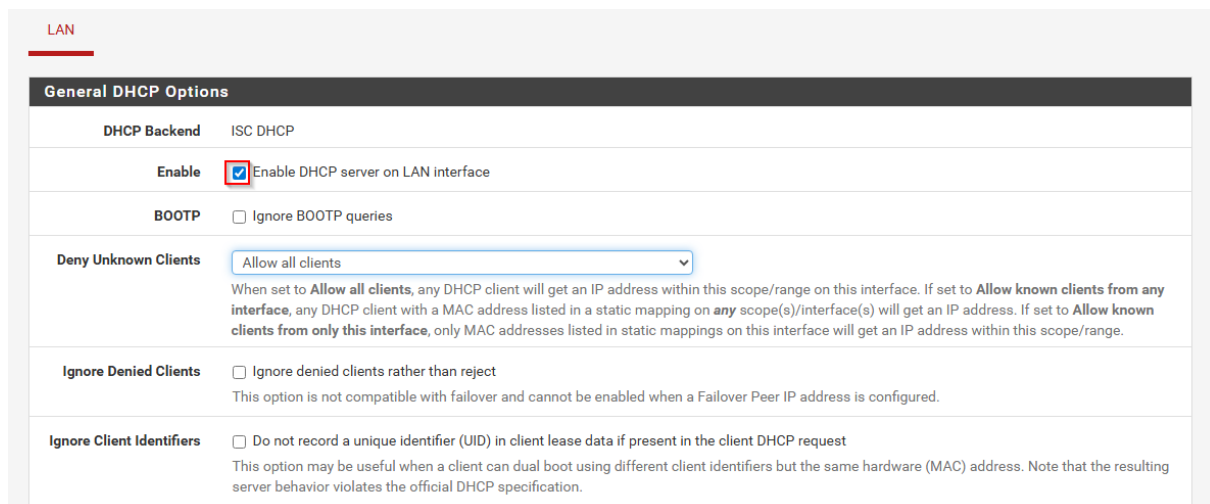 LAN
General DHCP Options
DHCP Backend ISC DHCP
Enable Enable DHCP server on LAN interface
BOOTP Ignore BOOTP queries
Deny Unknown Clients Allow all clients
When set to Allow all clients, any DHCP client will get an IP address within this scope/range on this interface. If set to Allow known clients from any
interface, any DHCP client with a MAC address listed in a static mapping on any scope(s)/interface(s) will get an IP address. If set to Allow known
clients from only this interface, only MAC addresses listed in static mappings on this interface will get an IP address within this scope/range.
Ignore Denied Clients Ignore denied clients rather than reject
This option is not compatible with failover and cannot be enabled when a Failover Peer IP address is configured.
Ignore Client Identifiers Do not record a unique identifier (UID) in client lease data if present in the client DHCP request
This option may be useful when a client can dual boot using different client identifiers but the same hardware (MAC) address. Note that the resulting
server behavior violates the official DHCP specification.